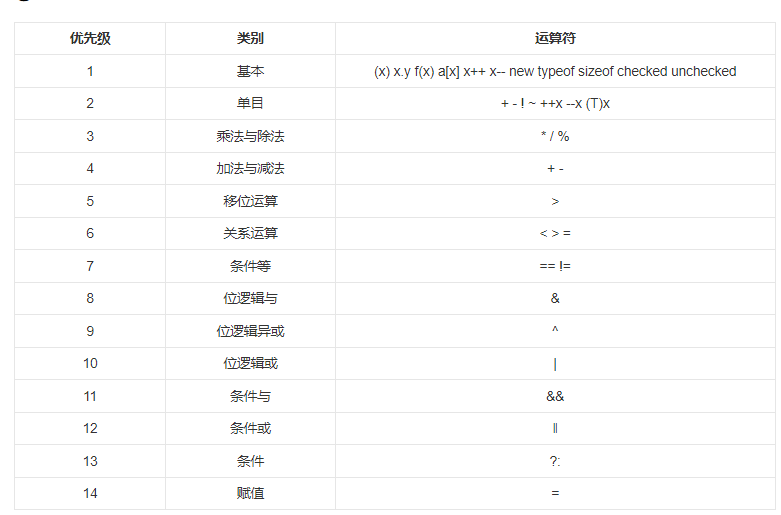 优先级 类别 运算符
1 基本 (x) x.y f(x) a[x] x++ x-- new typeof sizeof checked unchecked
2 单目 + - ! ~ ++x --x (T)x
3 乘法与除法 * / %
4 加法与减法 + -
5 移位运算 >
6 关系运算 < > =
7 条件等 == !=
8 位逻辑与 &
9 位逻辑异或 ^
10 位逻辑或 |
11 条件与 &&
12 条件或 ||
13 条件 ?:
14 赋值 =